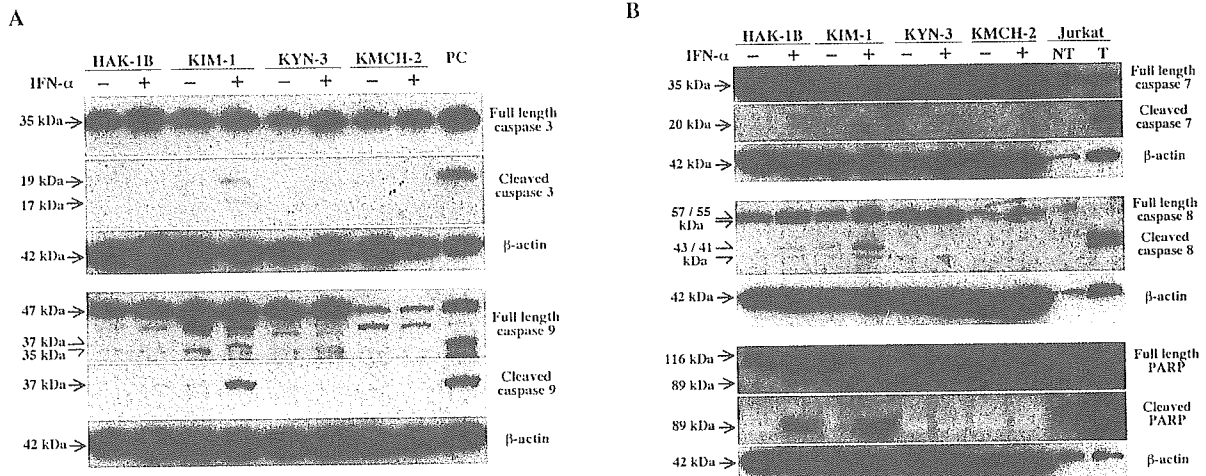 A
HAK-1B KIM-1 KYN-3 KMCH-2 PC
IFN-α − + − + − + − +
35 kDa Full length caspase 3
19 kDa Cleaved caspase 3
17 kDa
42 kDa β-actin
47 kDa Full length caspase 9
37 kDa
35 kDa
37 kDa Cleaved caspase 9
42 kDa β-actin
B
HAK-1B KIM-1 KYN-3 KMCH-2 Jurkat
IFN-α − + − + − + − + NT T
35 kDa Full length caspase 7
20 kDa Cleaved caspase 7
42 kDa β-actin
57 / 55 kDa Full length caspase 8
43 / 41 kDa Cleaved caspase 8
42 kDa β-actin
116 kDa Full length PARP
89 kDa
89 kDa Cleaved PARP
42 kDa β-actin